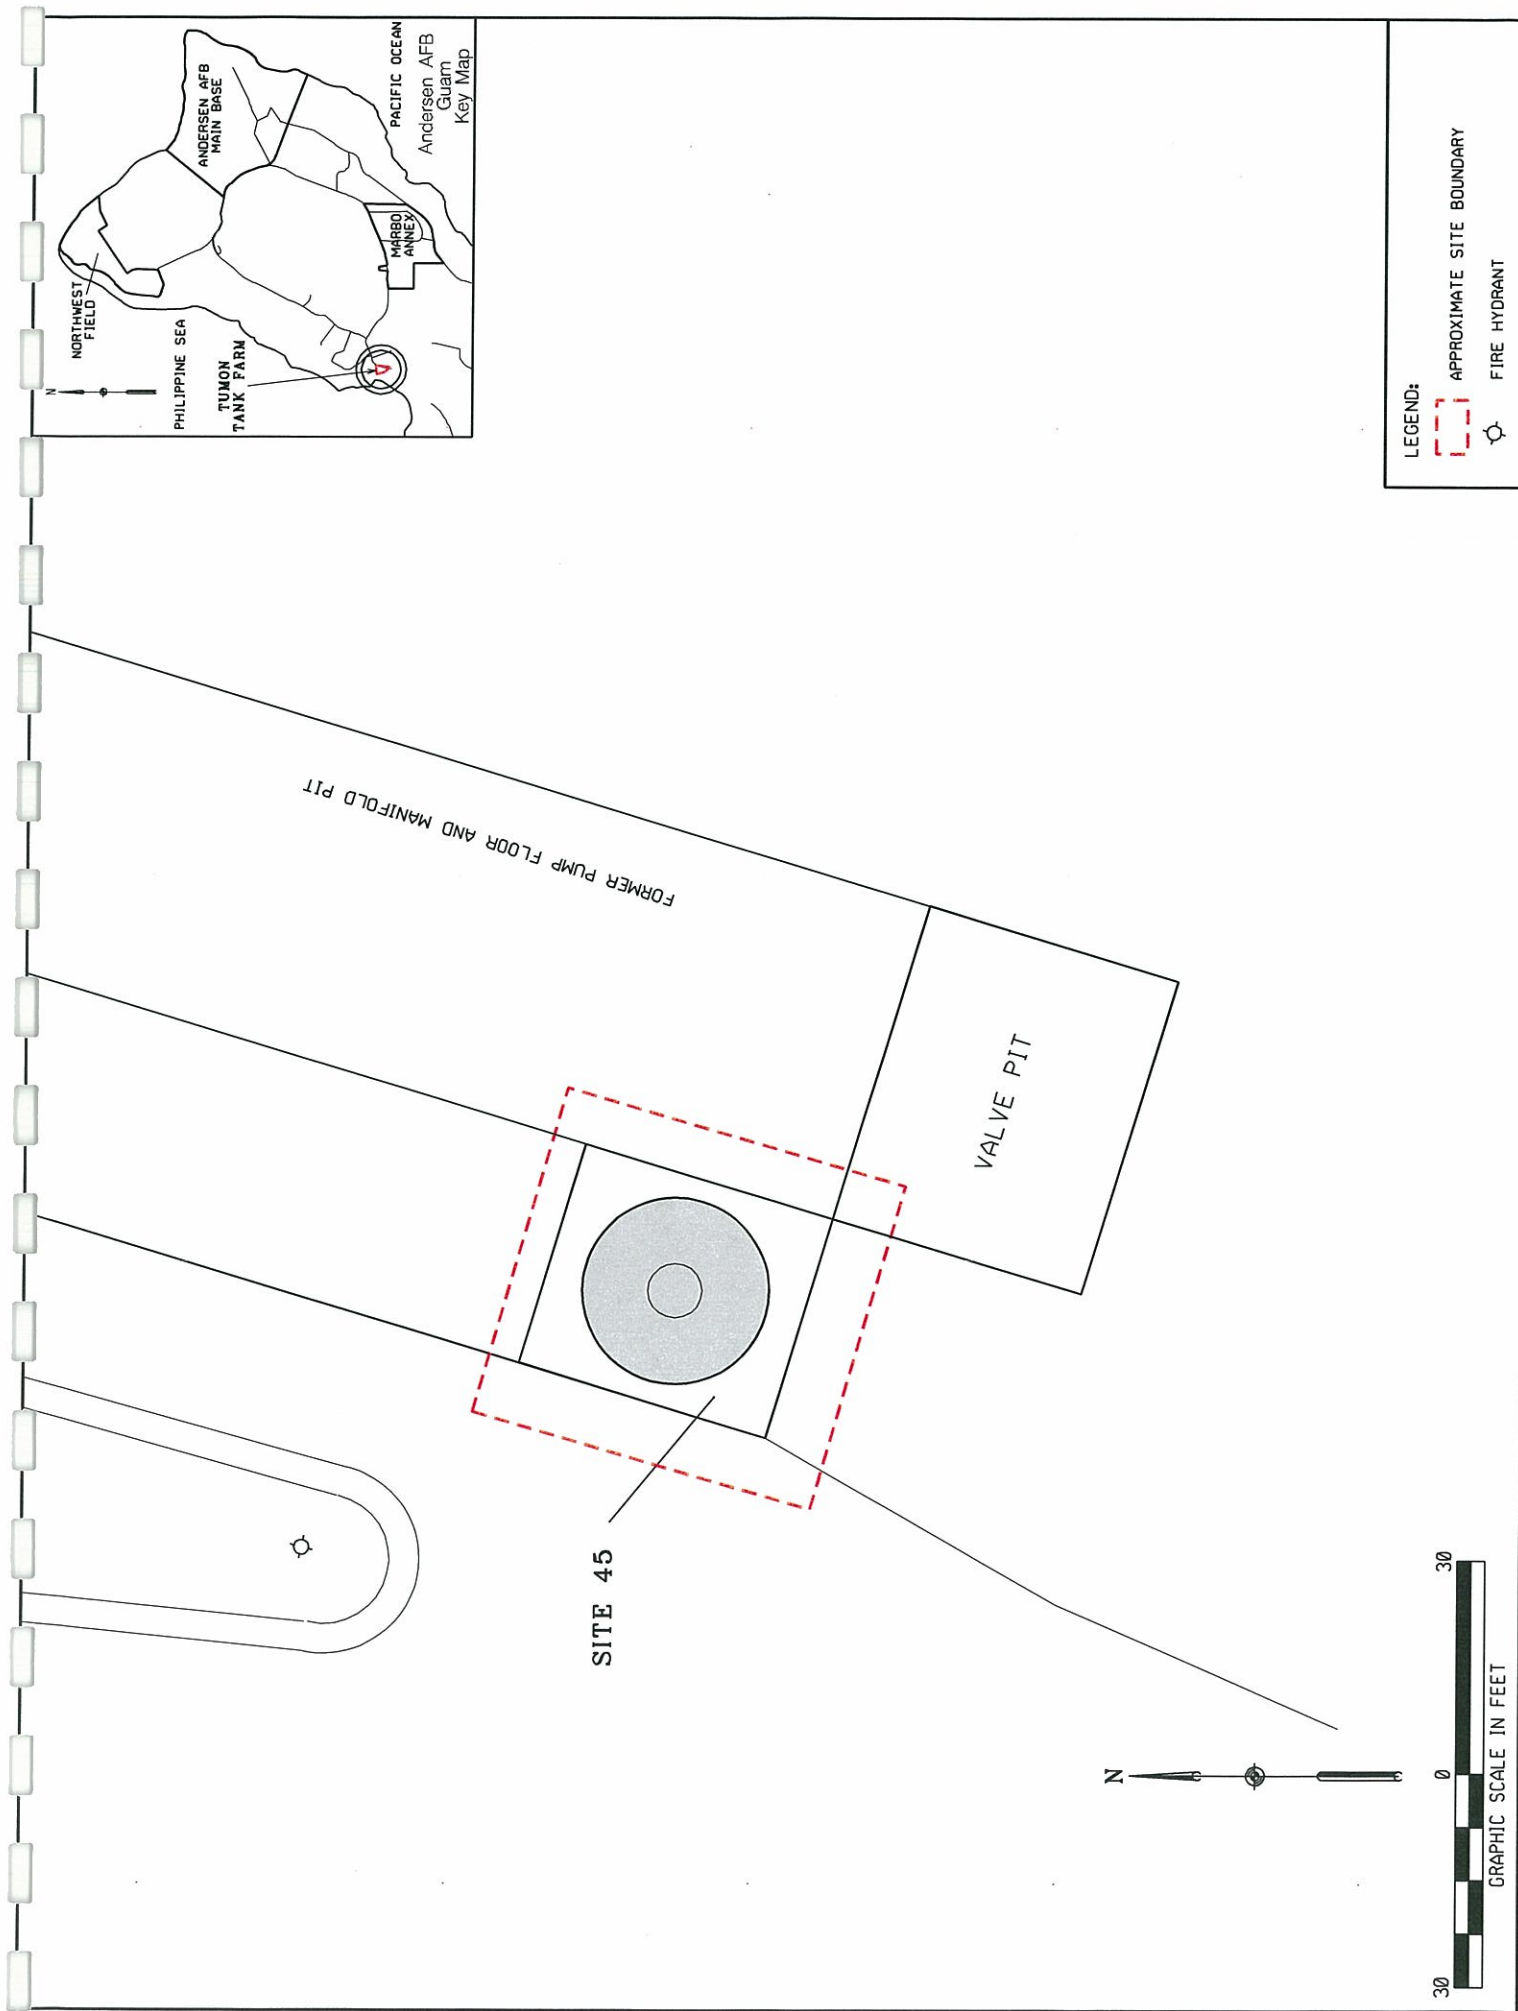 N
NORTHWEST
FIELD
ANDERSEN AFB
MAIN BASE
PHILIPPINE SEA
TUMON
TANK FARM
MARBO
ANNEX
PACIFIC OCEAN
Andersen AFB
Guam
Key Map
FORMER PUMP FLOOR AND MANIFOLD PIT
VALVE PIT
SITE 45
N
30 0 30
GRAPHIC SCALE IN FEET
LEGEND:
APPROXIMATE SITE BOUNDARY
FIRE HYDRANT